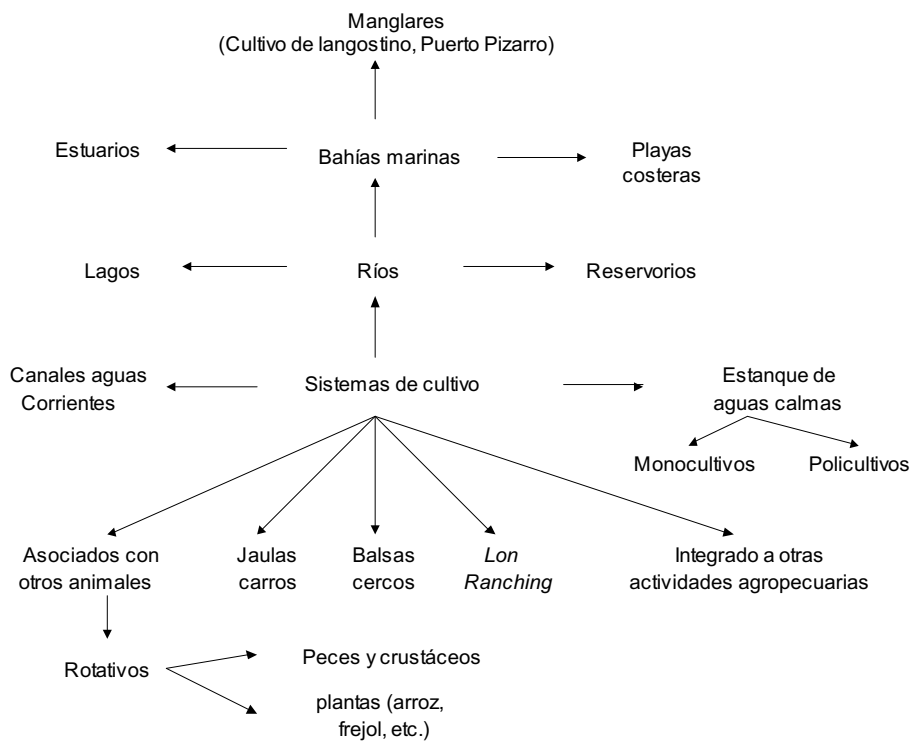 Manglares
(Cultivo de langostino, Puerto Pizarro)
Estuarios
Bahías marinas
Playas
costeras
Lagos
Ríos
Reservorios
Canales aguas
Corrientes
Sistemas de cultivo
Estanque de
aguas calmas
Monocultivos
Policultivos
Asociados con
otros animales
Jaulas
carros
Balsas
cercos
Lon
Ranching
Integrado a otras
actividades agropecuarias
Rotativos
Peces y crustáceos
plantas (arroz,
frejol, etc.)